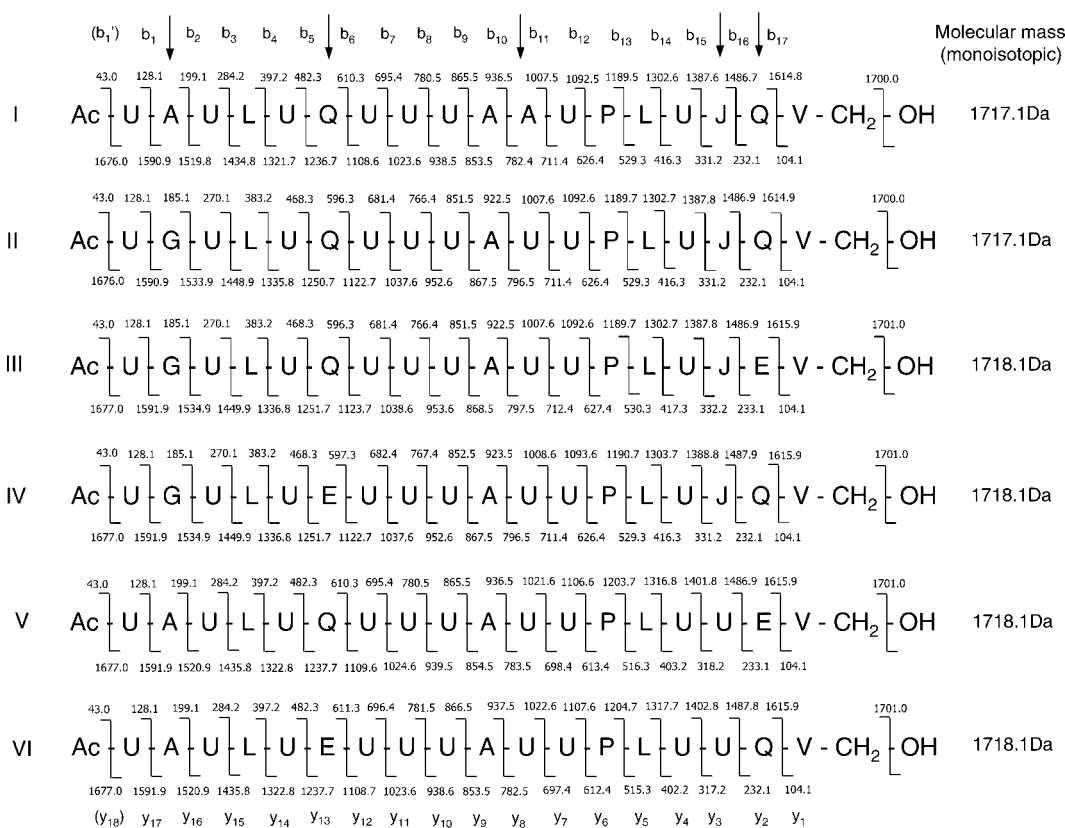 (b₁') b₁ b₂ b₃ b₄ b₅ b₆ b₇ b₈ b₉ b₁₀ b₁₁ b₁₂ b₁₃ b₁₄ b₁₅ b₁₆ b₁₇ Molecular mass
(monoisotopic)
43.0 128.1 199.1 284.2 397.2 482.3 610.3 695.4 780.5 865.5 936.5 1007.5 1092.5 1189.5 1302.6 1387.6 1486.7 1614.8 1700.0
I Ac - U - A - U - L - U - Q - U - U - U - A - A - U - P - L - U - J - Q - V - CH₂ - OH 1717.1Da
1676.0 1590.9 1519.8 1434.8 1321.7 1236.7 1108.6 1023.6 938.5 853.5 782.4 711.4 626.4 529.3 416.3 331.2 232.1 104.1
43.0 128.1 185.1 270.1 383.2 468.3 596.3 681.4 766.4 851.5 922.5 1007.6 1092.6 1189.7 1302.7 1387.8 1486.9 1614.9 1700.0
II Ac - U - G - U - L - U - Q - U - U - U - A - U - U - P - L - U - J - Q - V - CH₂ - OH 1717.1Da
1676.0 1590.9 1533.9 1448.9 1335.8 1250.7 1122.7 1037.6 952.6 867.5 796.5 711.4 626.4 529.3 416.3 331.2 232.1 104.1
43.0 128.1 185.1 270.1 383.2 468.3 596.3 681.4 766.4 851.5 922.5 1007.6 1092.6 1189.7 1302.7 1387.8 1486.9 1615.9 1701.0
III Ac - U - G - U - L - U - Q - U - U - U - A - U - U - P - L - U - J - E - V - CH₂ - OH 1718.1Da
1677.0 1591.9 1534.9 1449.9 1336.8 1251.7 1123.7 1038.6 953.6 868.5 797.5 712.4 627.4 530.3 417.3 332.2 233.1 104.1
43.0 128.1 185.1 270.1 383.2 468.3 597.3 682.4 767.4 852.5 923.5 1008.6 1093.6 1190.7 1303.7 1388.8 1487.9 1615.9 1701.0
IV Ac - U - G - U - L - U - E - U - U - U - A - U - U - P - L - U - J - Q - V - CH₂ - OH 1718.1Da
1677.0 1591.9 1534.9 1449.9 1336.8 1251.7 1122.7 1037.6 952.6 867.5 796.5 711.4 626.4 529.3 416.3 331.2 232.1 104.1
43.0 128.1 199.1 284.2 397.2 482.3 610.3 695.4 780.5 865.5 936.5 1021.6 1106.6 1203.7 1316.8 1401.8 1486.9 1615.9 1701.0
V Ac - U - A - U - L - U - Q - U - U - U - A - U - U - P - L - U - U - E - V - CH₂ - OH 1718.1Da
1677.0 1591.9 1520.9 1435.8 1322.8 1237.7 1109.6 1024.6 939.5 854.5 783.5 698.4 613.4 516.3 403.2 318.2 233.1 104.1
43.0 128.1 199.1 284.2 397.2 482.3 611.3 696.4 781.5 866.5 937.5 1022.6 1107.6 1204.7 1317.7 1402.8 1487.8 1615.9 1701.0
VI Ac - U - A - U - L - U - E - U - U - U - A - U - U - P - L - U - U - Q - V - CH₂ - OH 1718.1Da
1677.0 1591.9 1520.9 1435.8 1322.8 1237.7 1108.7 1023.6 938.6 853.5 782.5 697.4 612.4 515.3 402.2 317.2 232.1 104.1
(y₁₈) y₁₇ y₁₆ y₁₅ y₁₄ y₁₃ y₁₂ y₁₁ y₁₀ y₉ y₈ y₇ y₆ y₅ y₄ y₃ y₂ y₁